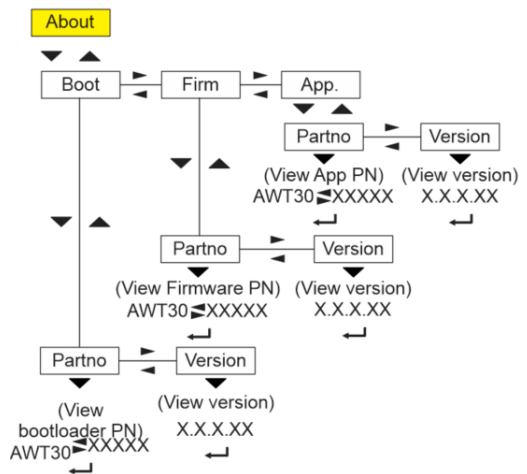 About
Boot Firm App.
Partno Version
(View App PN) (View version)
AWT30 XXXXX X.X.X.XX
Partno Version
(View Firmware PN) (View version)
AWT30 XXXXX X.X.X.XX
Partno Version
(View
bootloader PN) (View version)
AWT30 XXXXX X.X.X.XX